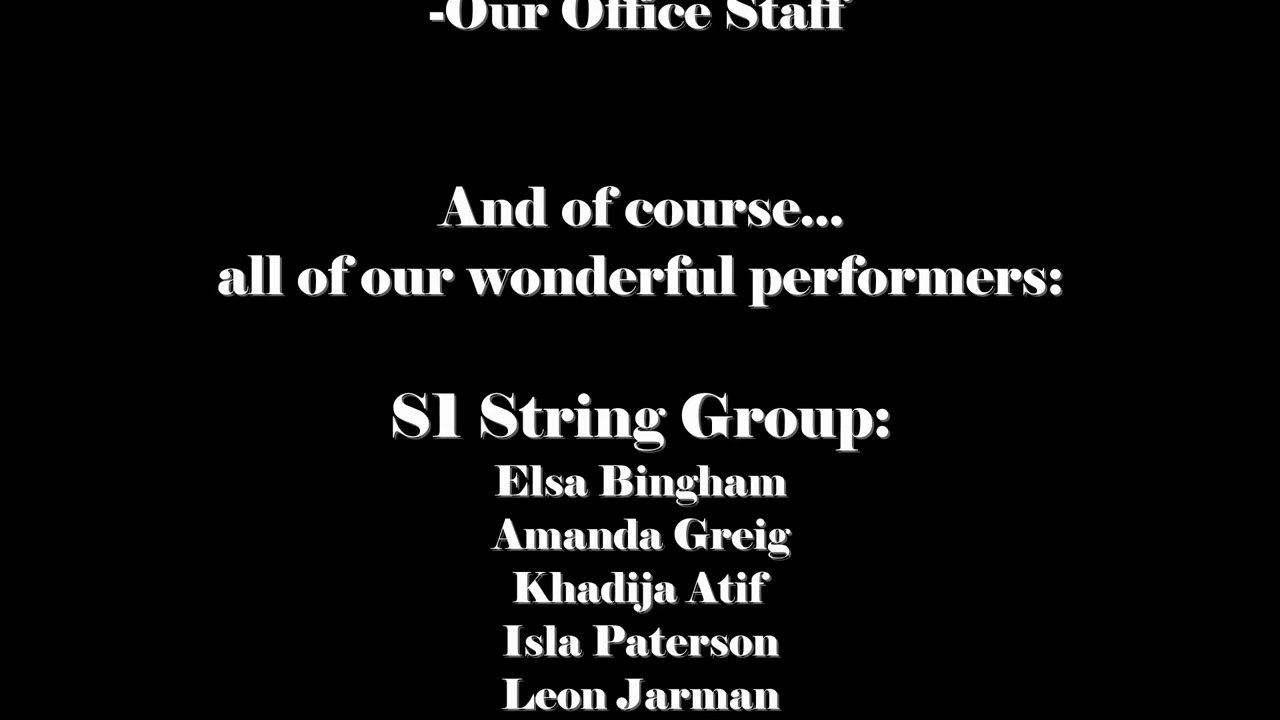 -Our Office Staff
And of course...
all of our wonderful performers:
S1 String Group:
Elsa Bingham
Amanda Greig
Khadija Atif
Isla Paterson
Leon Jarman